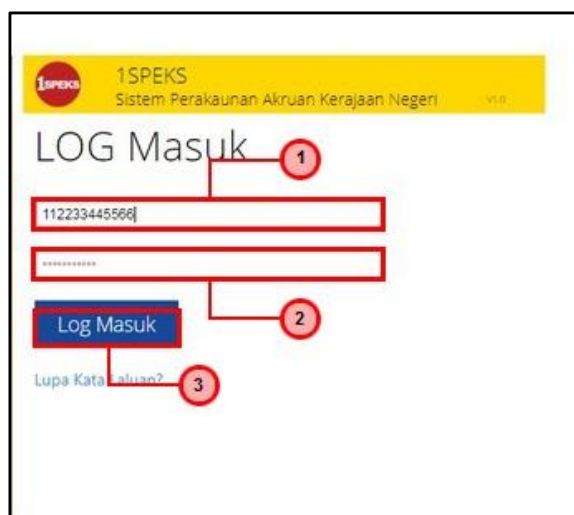 1SPEKS
1SPEKS
Sistem Perakaunan Akruan Kerajaan Negeri
V1.0
LOG Masuk
1
112233445566
***********
2
Log Masuk
Lupa Kata Laluan?
3